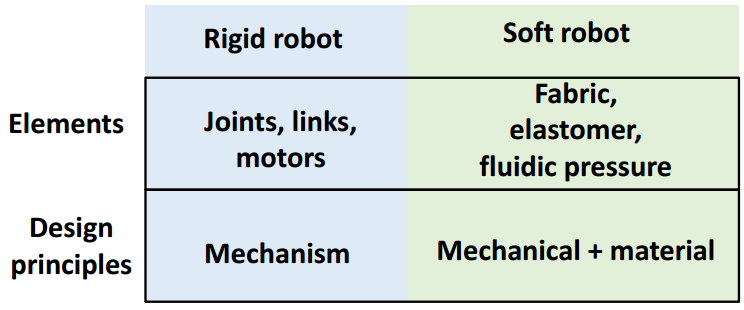 Rigid robot
Soft robot
Elements
Joints, links,
motors
Fabric,
elastomer,
fluidic pressure
Design
principles
Mechanism
Mechanical + material